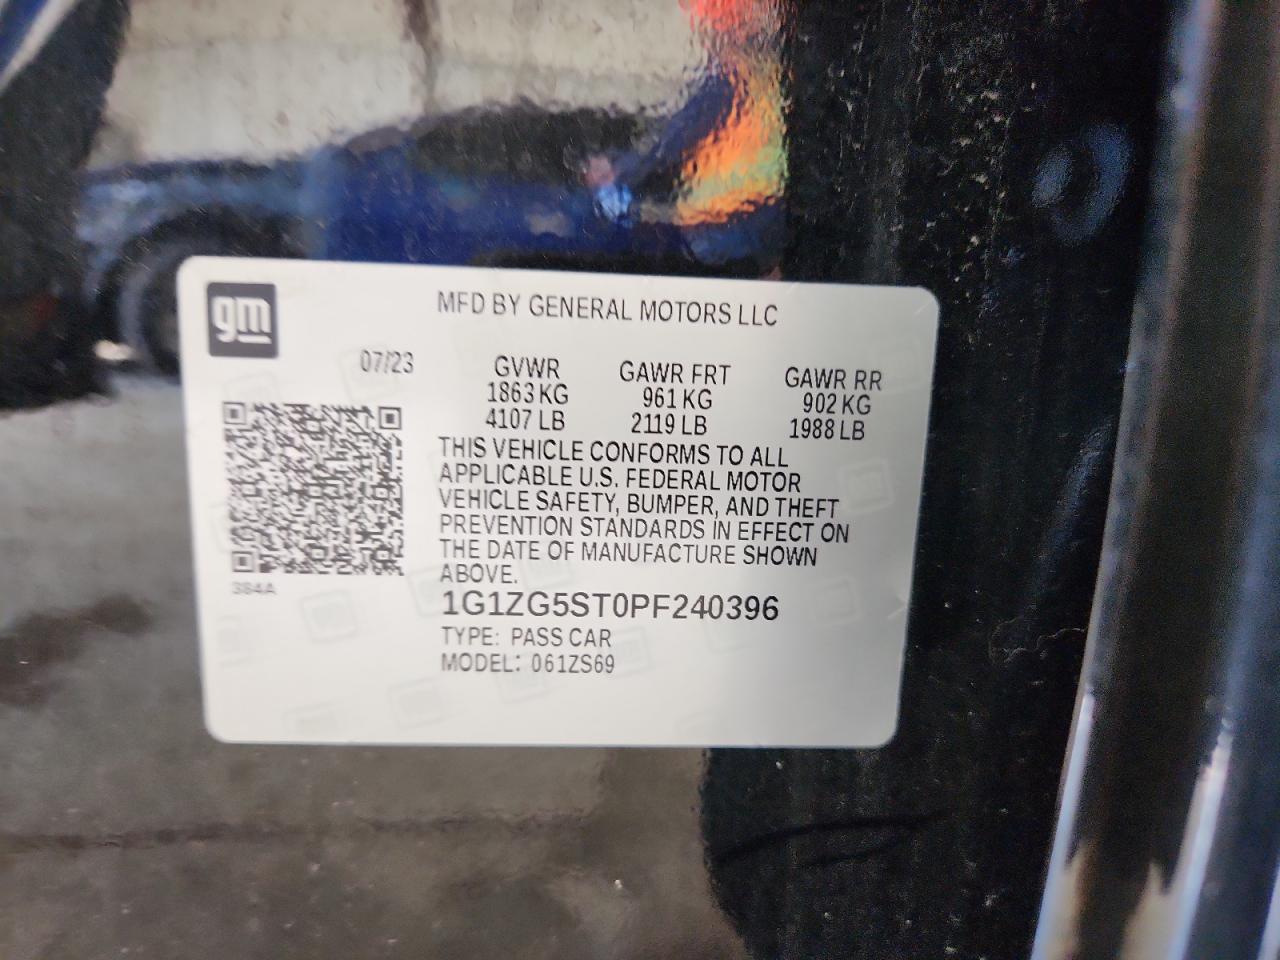 gm
MFD BY GENERAL MOTORS LLC
07/23
GVWR GAWR FRT GAWR RR
1863 KG 961 KG 902 KG
4107 LB 2119 LB 1988 LB
THIS VEHICLE CONFORMS TO ALL
APPLICABLE U.S. FEDERAL MOTOR
VEHICLE SAFETY, BUMPER, AND THEFT
PREVENTION STANDARDS IN EFFECT ON
THE DATE OF MANUFACTURE SHOWN
ABOVE.
384A
1G1ZG5ST0PF240396
TYPE: PASS CAR
MODEL: 061ZS69